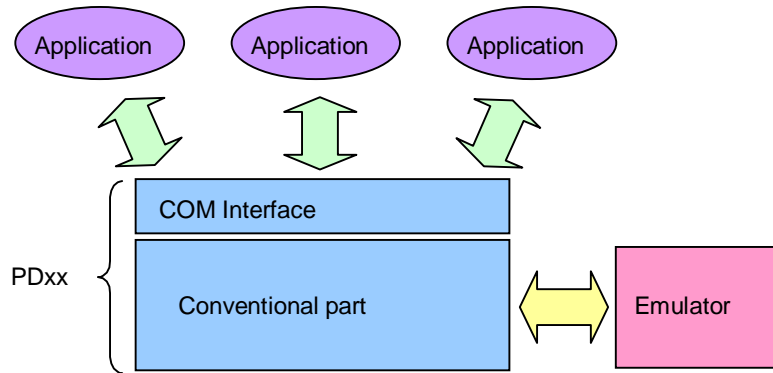 Application
Application
Application
COM Interface
PDxx
Conventional part
Emulator